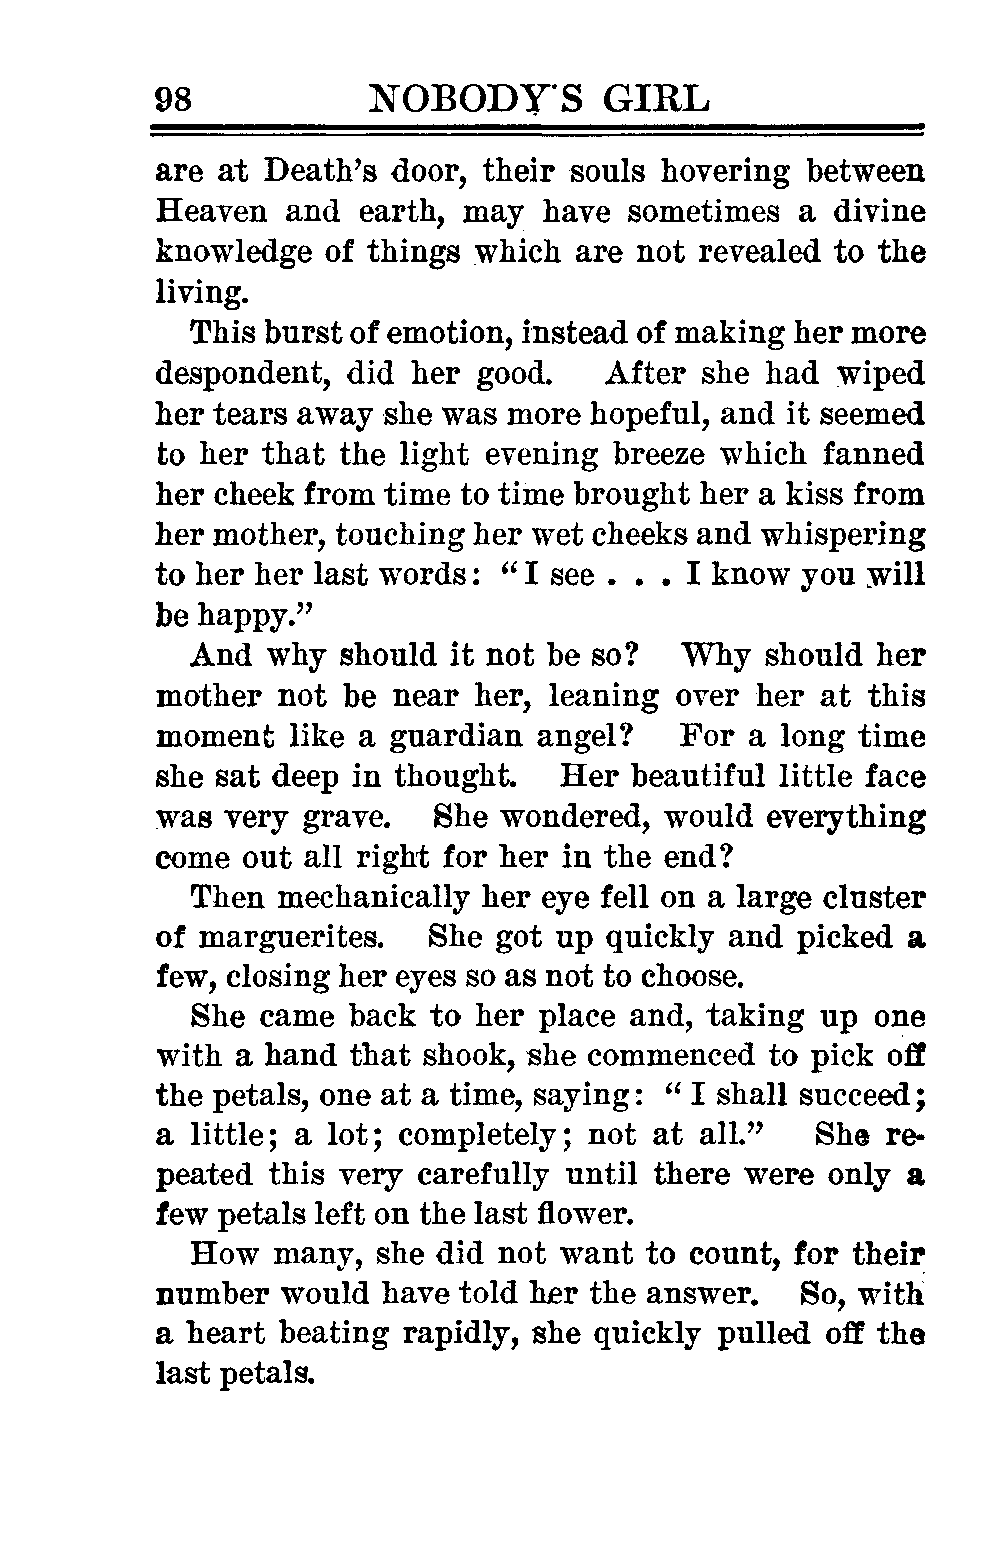 98 NOBODY'S GIRL
are at Death's door, their souls hovering between
Heaven and earth, may have sometimes a divine
knowledge of things which are not revealed to the
living.
This burst of emotion, instead of making her more
despondent, did her good. After she had wiped
her tears away she was more hopeful, and it seemed
to her that the light evening breeze which fanned
her cheek from time to time brought her a kiss from
her mother, touching her wet cheeks and whispering
to her her last words: "I see . . . I know you will
be happy."
And why should it not be so? Why should her
mother not be near her, leaning over her at this
moment like a guardian angel? For a long time
she sat deep in thought. Her beautiful little face
was very grave. She wondered, would everything
come out all right for her in the end?
Then mechanically her eye fell on a large cluster
of marguerites. She got up quickly and picked a
few, closing her eyes so as not to choose.
She came back to her place and, taking up one
with a hand that shook, she commenced to pick off
the petals, one at a time, saying: "I shall succeed;
a little; a lot; completely; not at all." She re-
peated this very carefully until there were only a
few petals left on the last flower.
How many, she did not want to count, for their
number would have told her the answer. So, with
a heart beating rapidly, she quickly pulled off the
last petals.